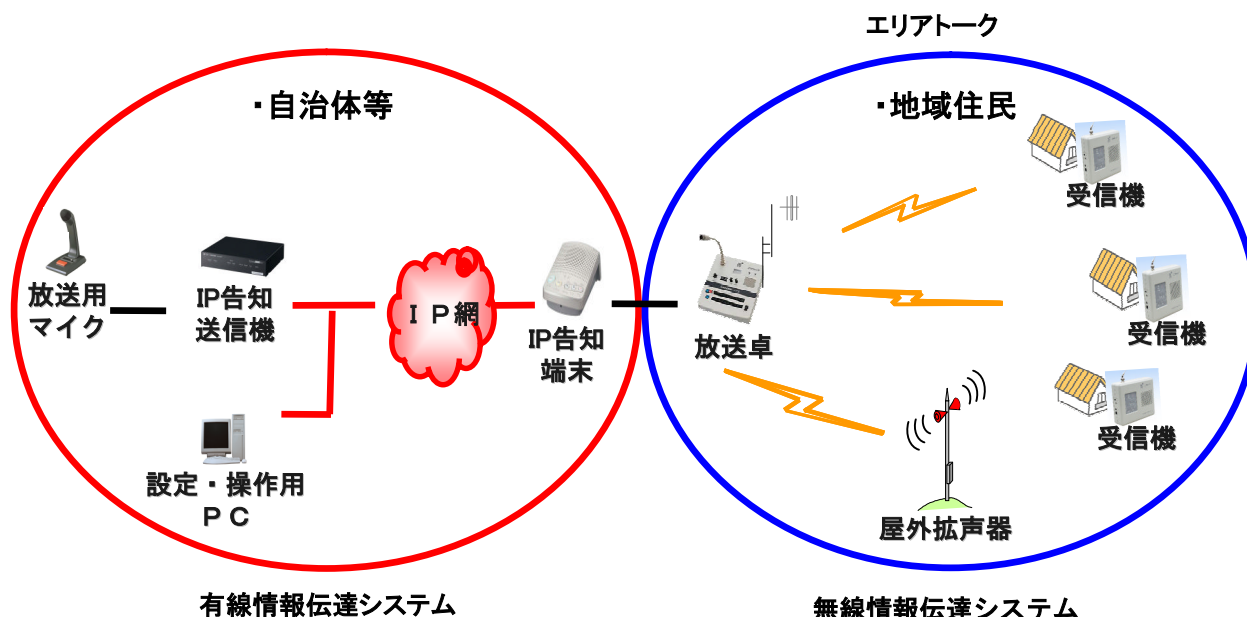 エリアトーク
・自治体等
・地域住民
受信機
放送用
マイク
IP告知
送信機
IP網
IP告知
端末
放送卓
受信機
受信機
設定・操作用
PC
屋外拡声器
有線情報伝達システム
無線情報伝達システム